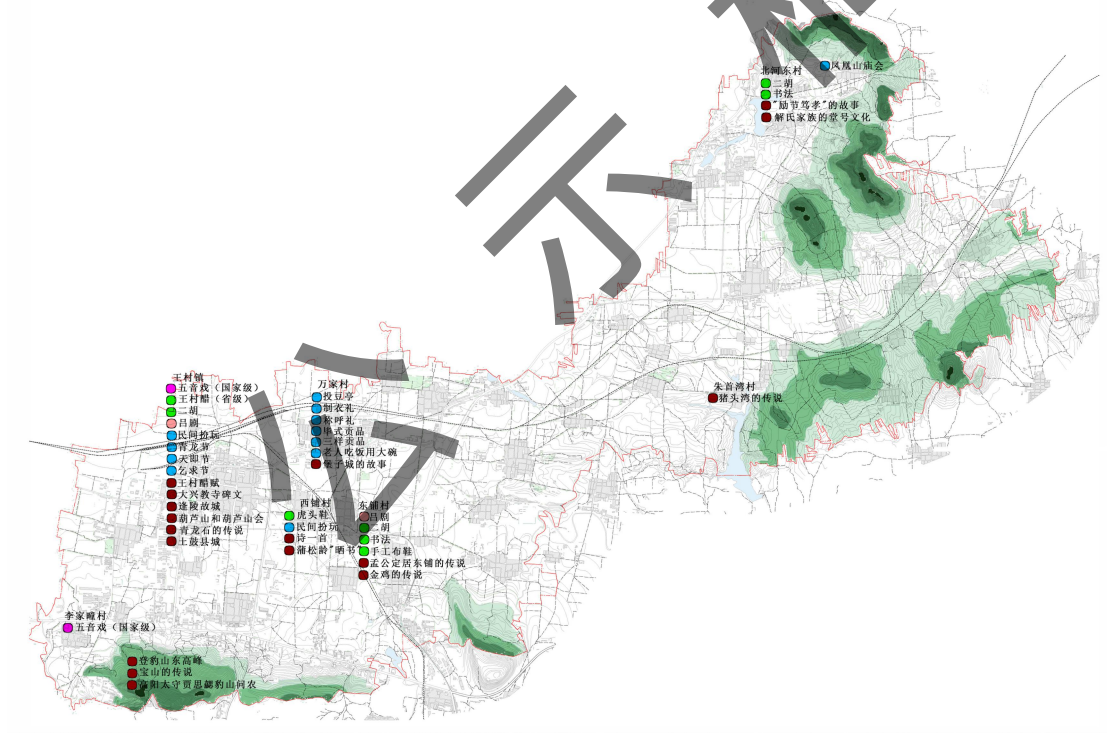 公示稿
北河东村
凤凰山庙会
二胡
书法
"励节笃孝"的故事
解氏家族的堂号文化
王村镇
五音戏（国家级）
王村醋（省级）
二胡
吕剧
民间扮玩
青龙节
天即节
乞求节
王村醋赋
大兴教寺碑文
逢陵故城
葫芦山和葫芦山会
青龙石的传说
土鼓县城
万家村
投豆亭
制衣礼
称呼礼
单式贡品
三样贡品
老人吃饭用大碗
堡子城的故事
朱首湾村
猪头湾的传说
西铺村
虎头鞋
民间扮玩
诗一首
蒲松龄"晒书"
东铺村
吕剧
二胡
书法
手工布鞋
孟公定居东铺的传说
金鸡的传说
李家疃村
五音戏（国家级）
登豹山东高峰
宝山的传说
高阳太守贾思勰豹山问农